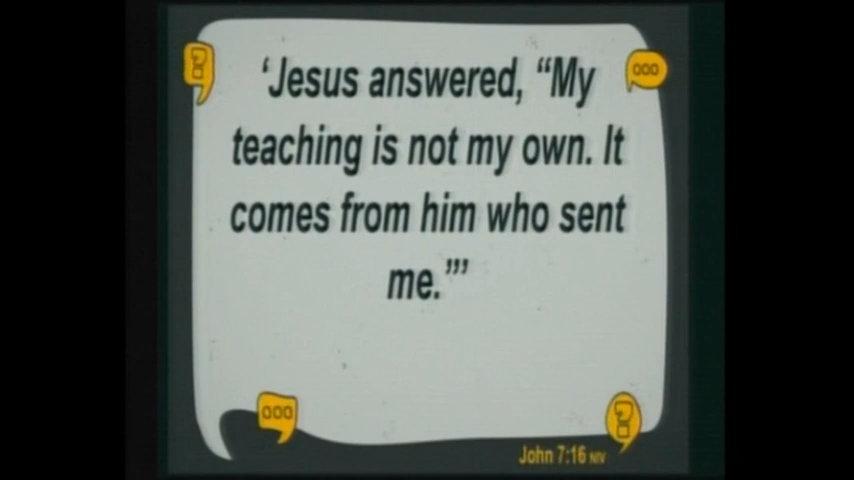 ‘Jesus answered, “My
teaching is not my own. It
comes from him who sent
me.”’
John 7:16 NIV